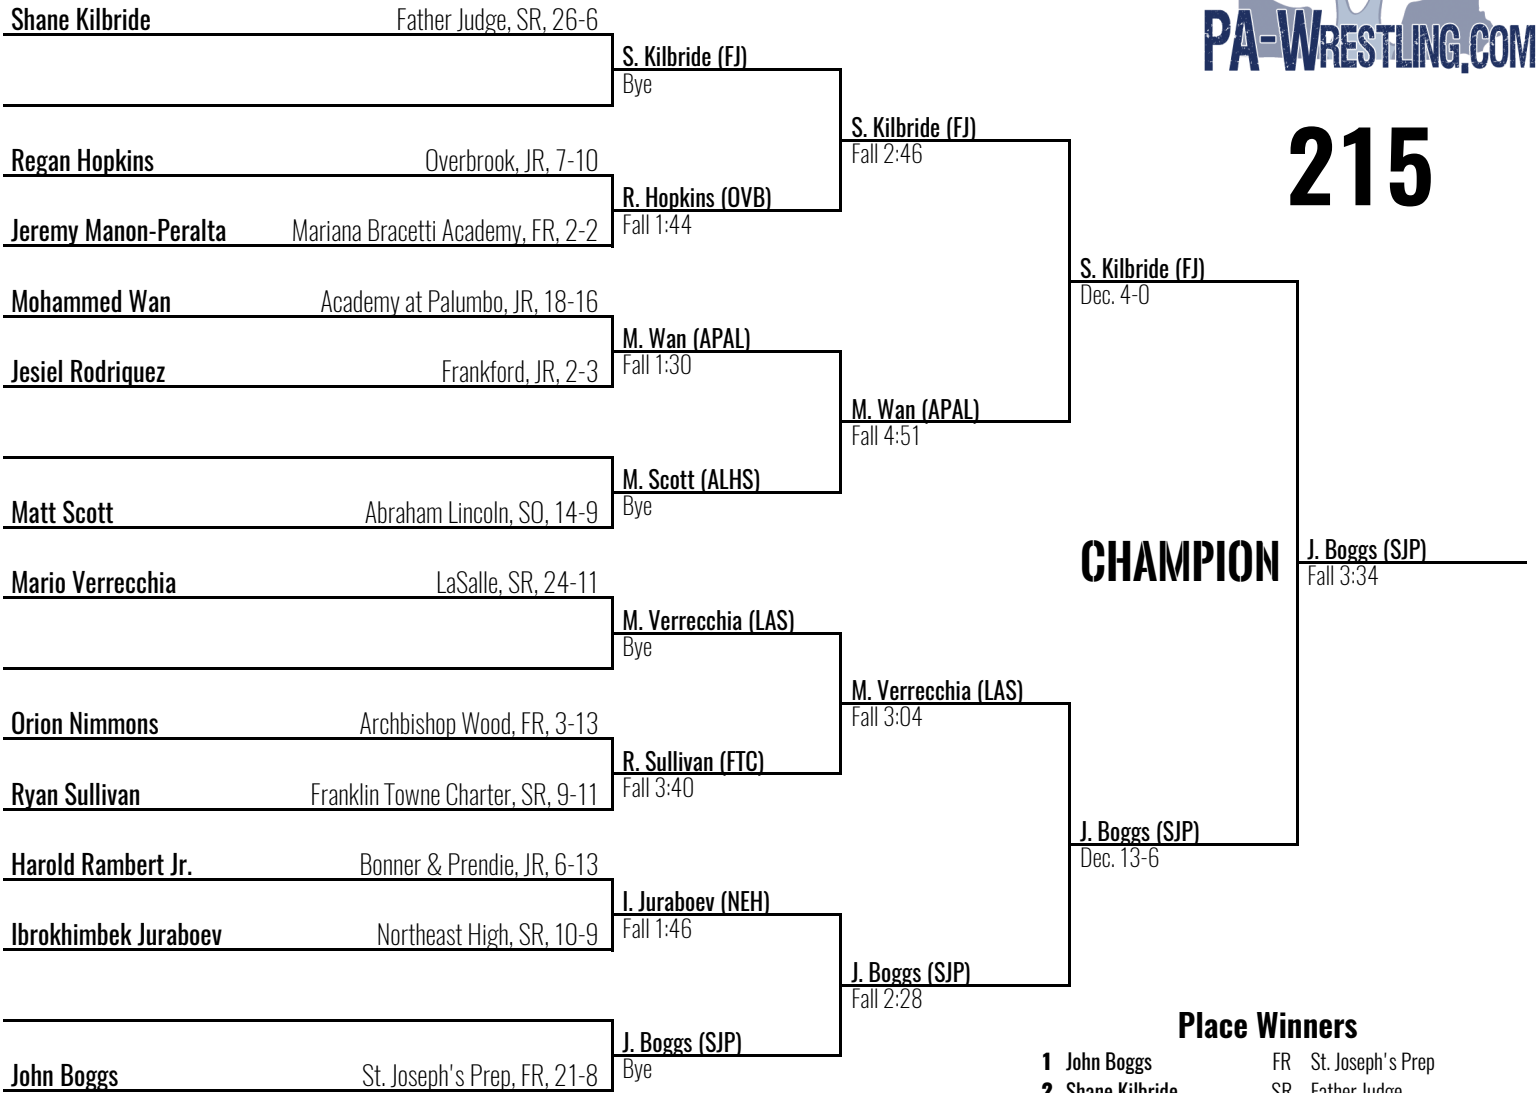 PA-WRESTLING.COM
215
Shane Kilbride Father Judge, SR, 26-6
S. Kilbride (FJ)
Bye
S. Kilbride (FJ)
Fall 2:46
Regan Hopkins Overbrook, JR, 7-10
R. Hopkins (OVB)
Fall 1:44
Jeremy Manon-Peralta Mariana Bracetti Academy, FR, 2-2
S. Kilbride (FJ)
Dec. 4-0
Mohammed Wan Academy at Palumbo, JR, 18-16
M. Wan (APAL)
Fall 1:30
Jesiel Rodriquez Frankford, JR, 2-3
M. Wan (APAL)
Fall 4:51
M. Scott (ALHS)
Bye
Matt Scott Abraham Lincoln, SO, 14-9
CHAMPION
J. Boggs (SJP)
Fall 3:34
Mario Verrecchia LaSalle, SR, 24-11
M. Verrecchia (LAS)
Bye
M. Verrecchia (LAS)
Fall 3:04
Orion Nimmons Archbishop Wood, FR, 3-13
R. Sullivan (FTC)
Fall 3:40
Ryan Sullivan Franklin Towne Charter, SR, 9-11
J. Boggs (SJP)
Dec. 13-6
Harold Rambert Jr. Bonner & Prendie, JR, 6-13
I. Juraboev (NEH)
Fall 1:46
Ibrokhimbek Juraboev Northeast High, SR, 10-9
J. Boggs (SJP)
Fall 2:28
J. Boggs (SJP)
Bye
John Boggs St. Joseph's Prep, FR, 21-8
Place Winners
1 John Boggs FR St. Joseph's Prep
2 Shane Kilbride SR Father Judge